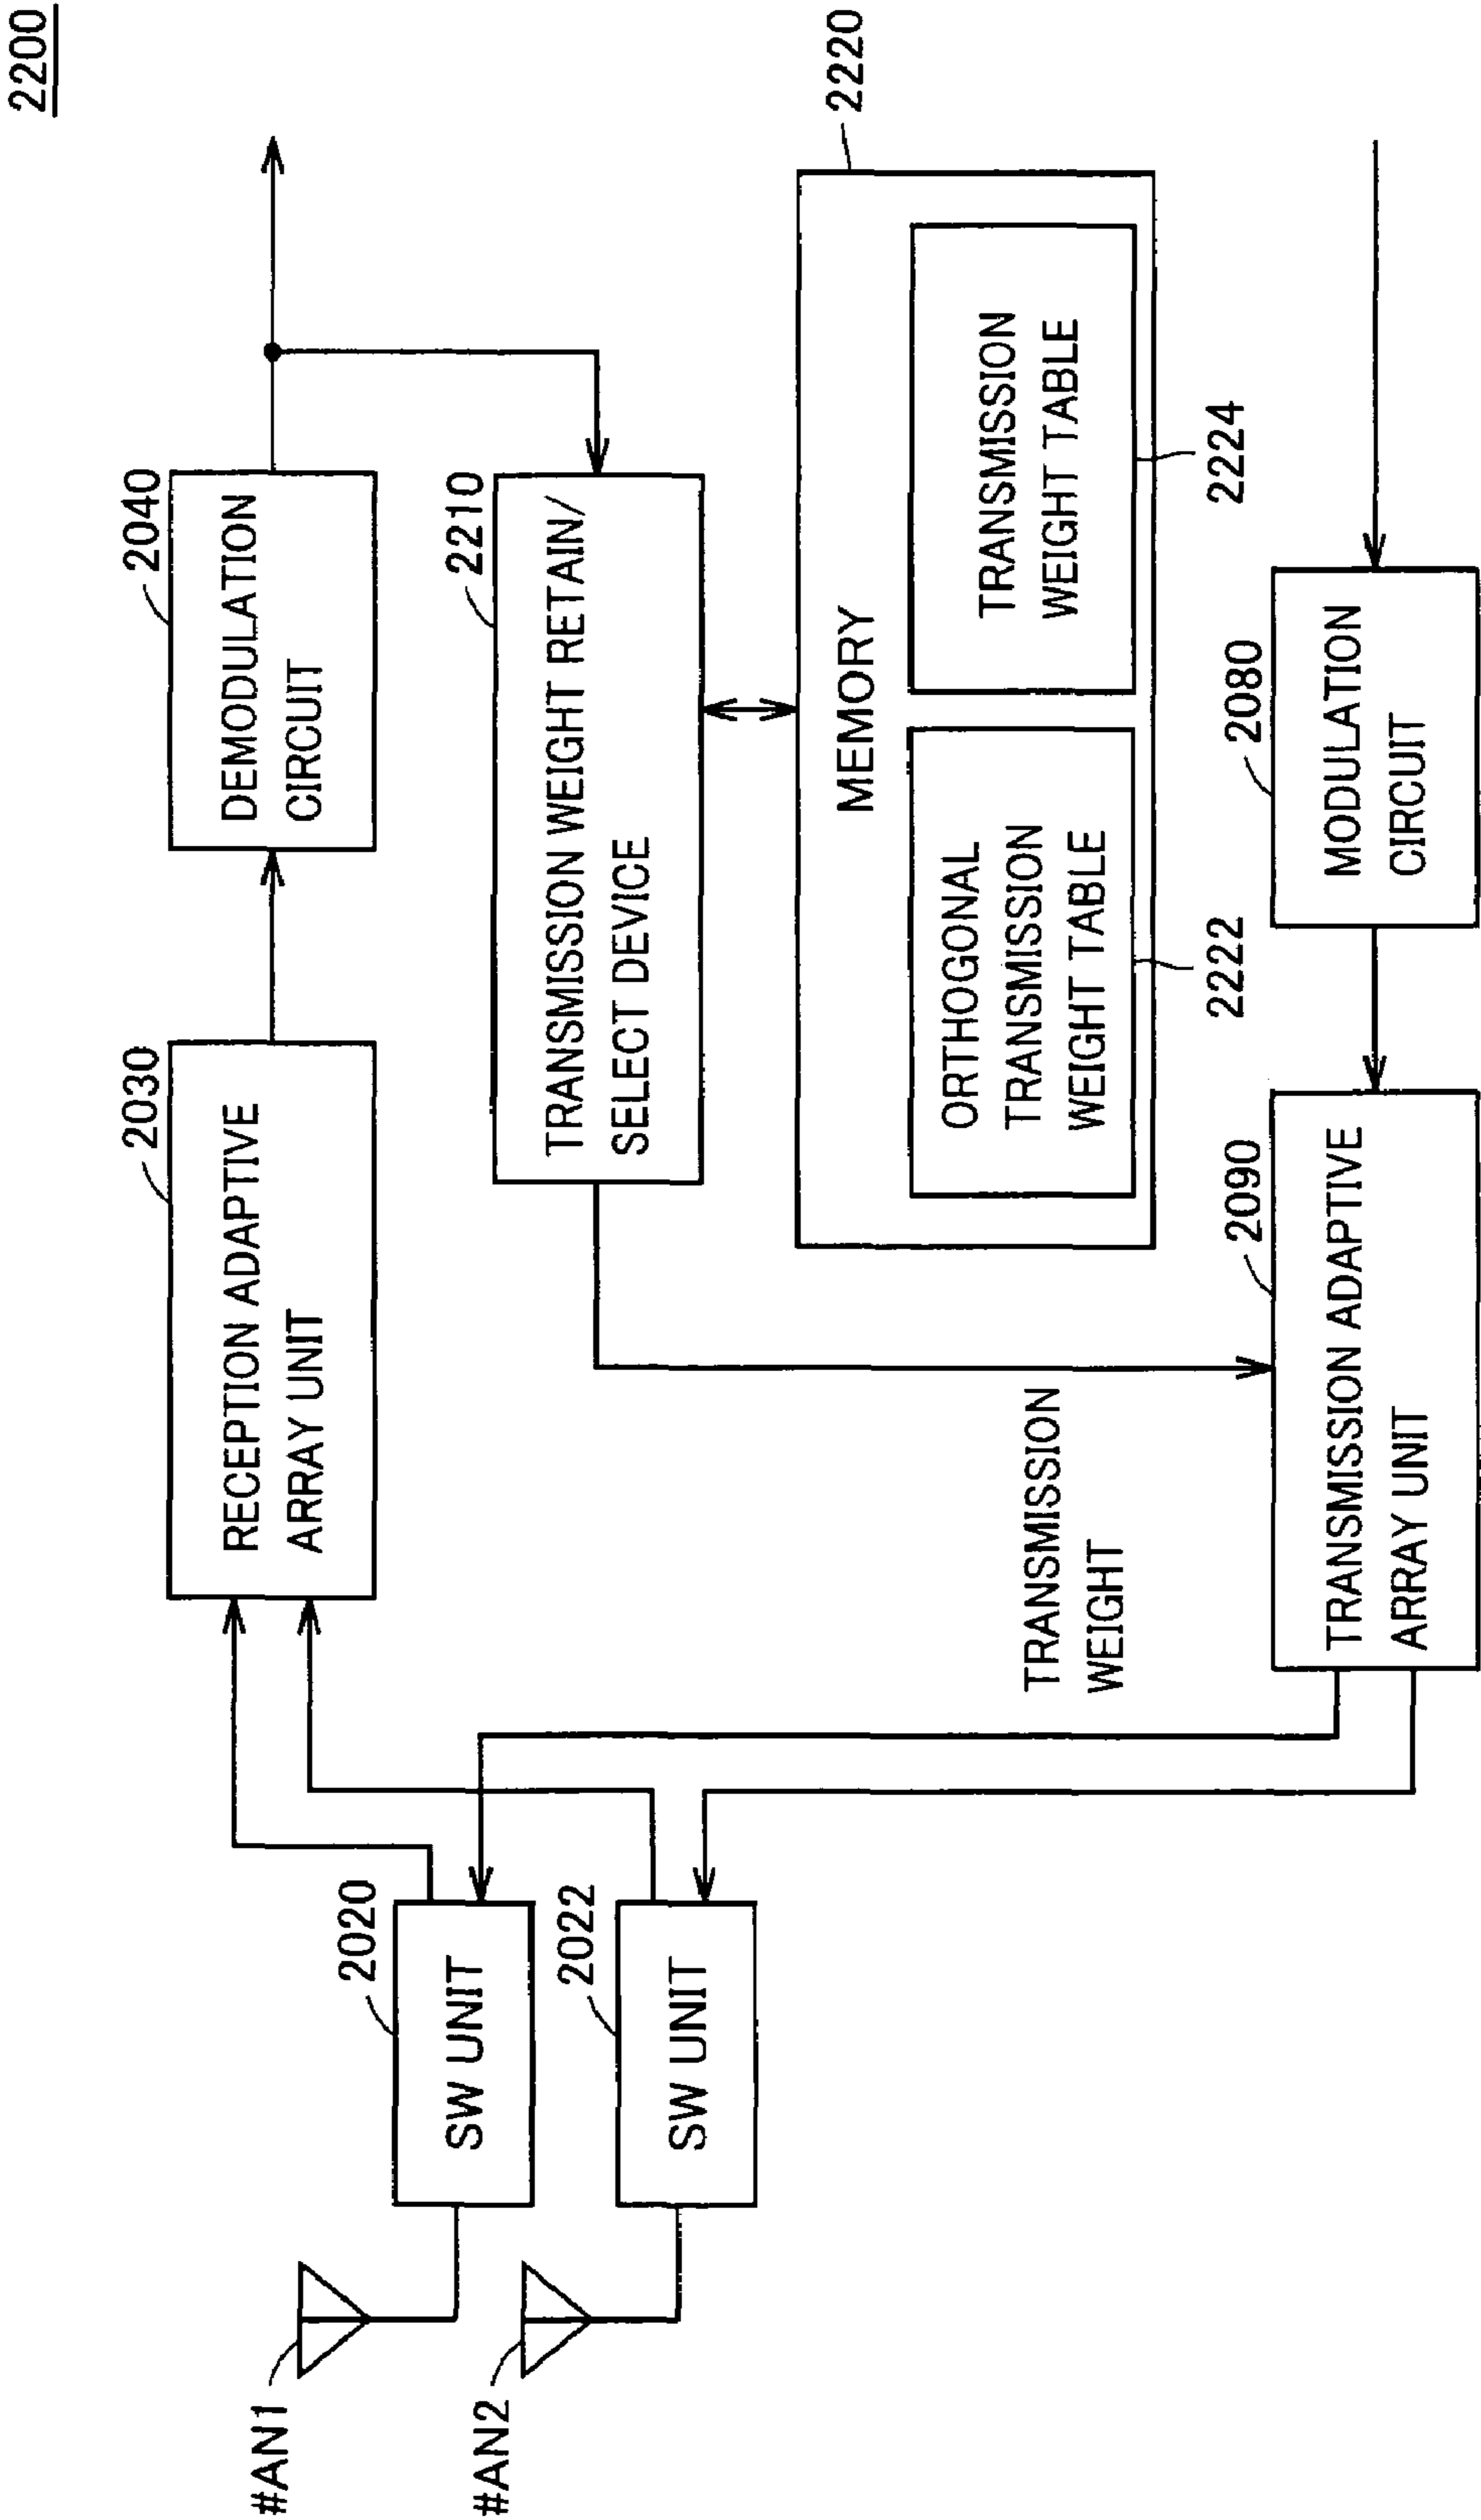 2200
2030
RECEPTION ADAPTIVE
ARRAY UNIT
2040
DEMODULATION
CIRCUIT
#AN1
2020
SW UNIT
#AN2
2022
SW UNIT
2210
TRANSMISSION WEIGHT RETAIN/
SELECT DEVICE
2220
MEMORY
ORTHOGONAL
TRANSMISSION
WEIGHT TABLE
2222
TRANSMISSION
WEIGHT TABLE
2224
TRANSMISSION
WEIGHT
2090
TRANSMISSION ADAPTIVE
ARRAY UNIT
2080
MODULATION
CIRCUIT